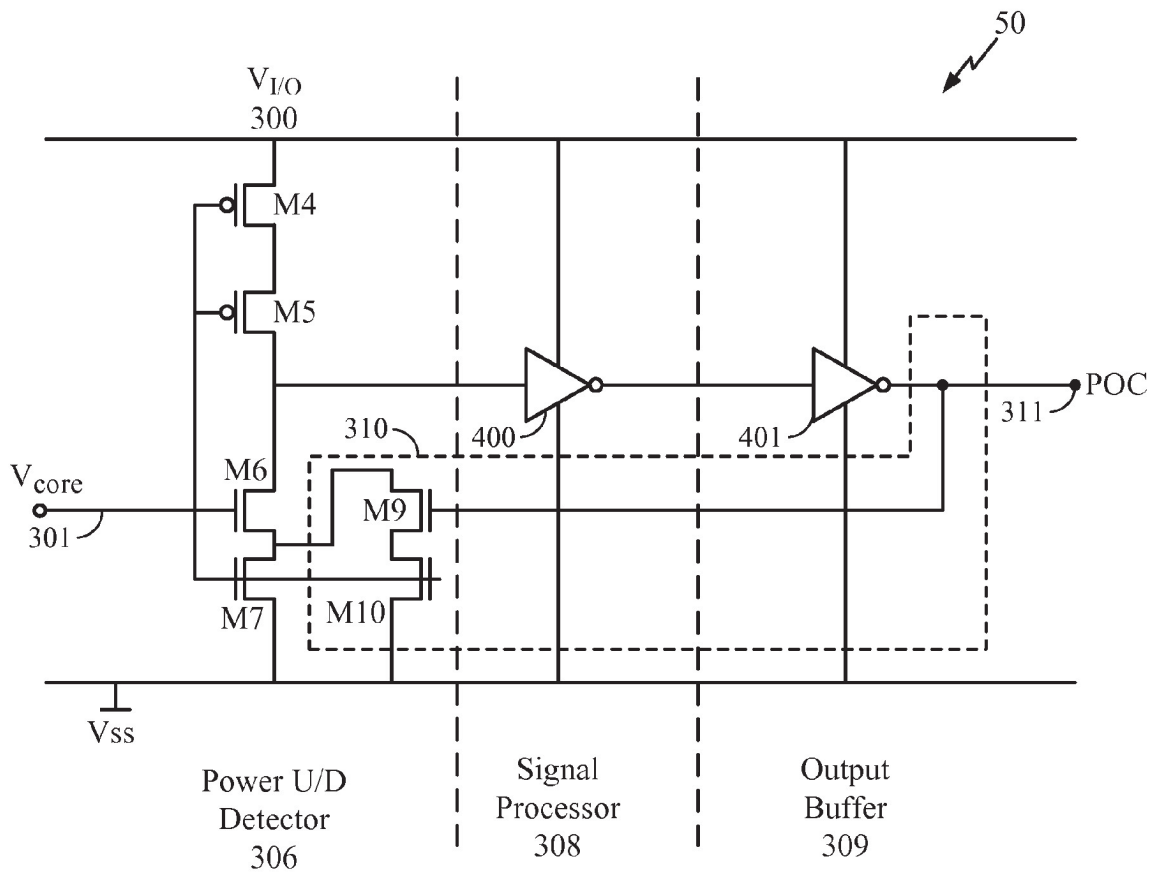 50
V_I/O
300
M4
M5
400
401
311
POC
310
M6
V_core
301
M9
M7
M10
Vss
Power U/D
Detector
306
Signal
Processor
308
Output
Buffer
309